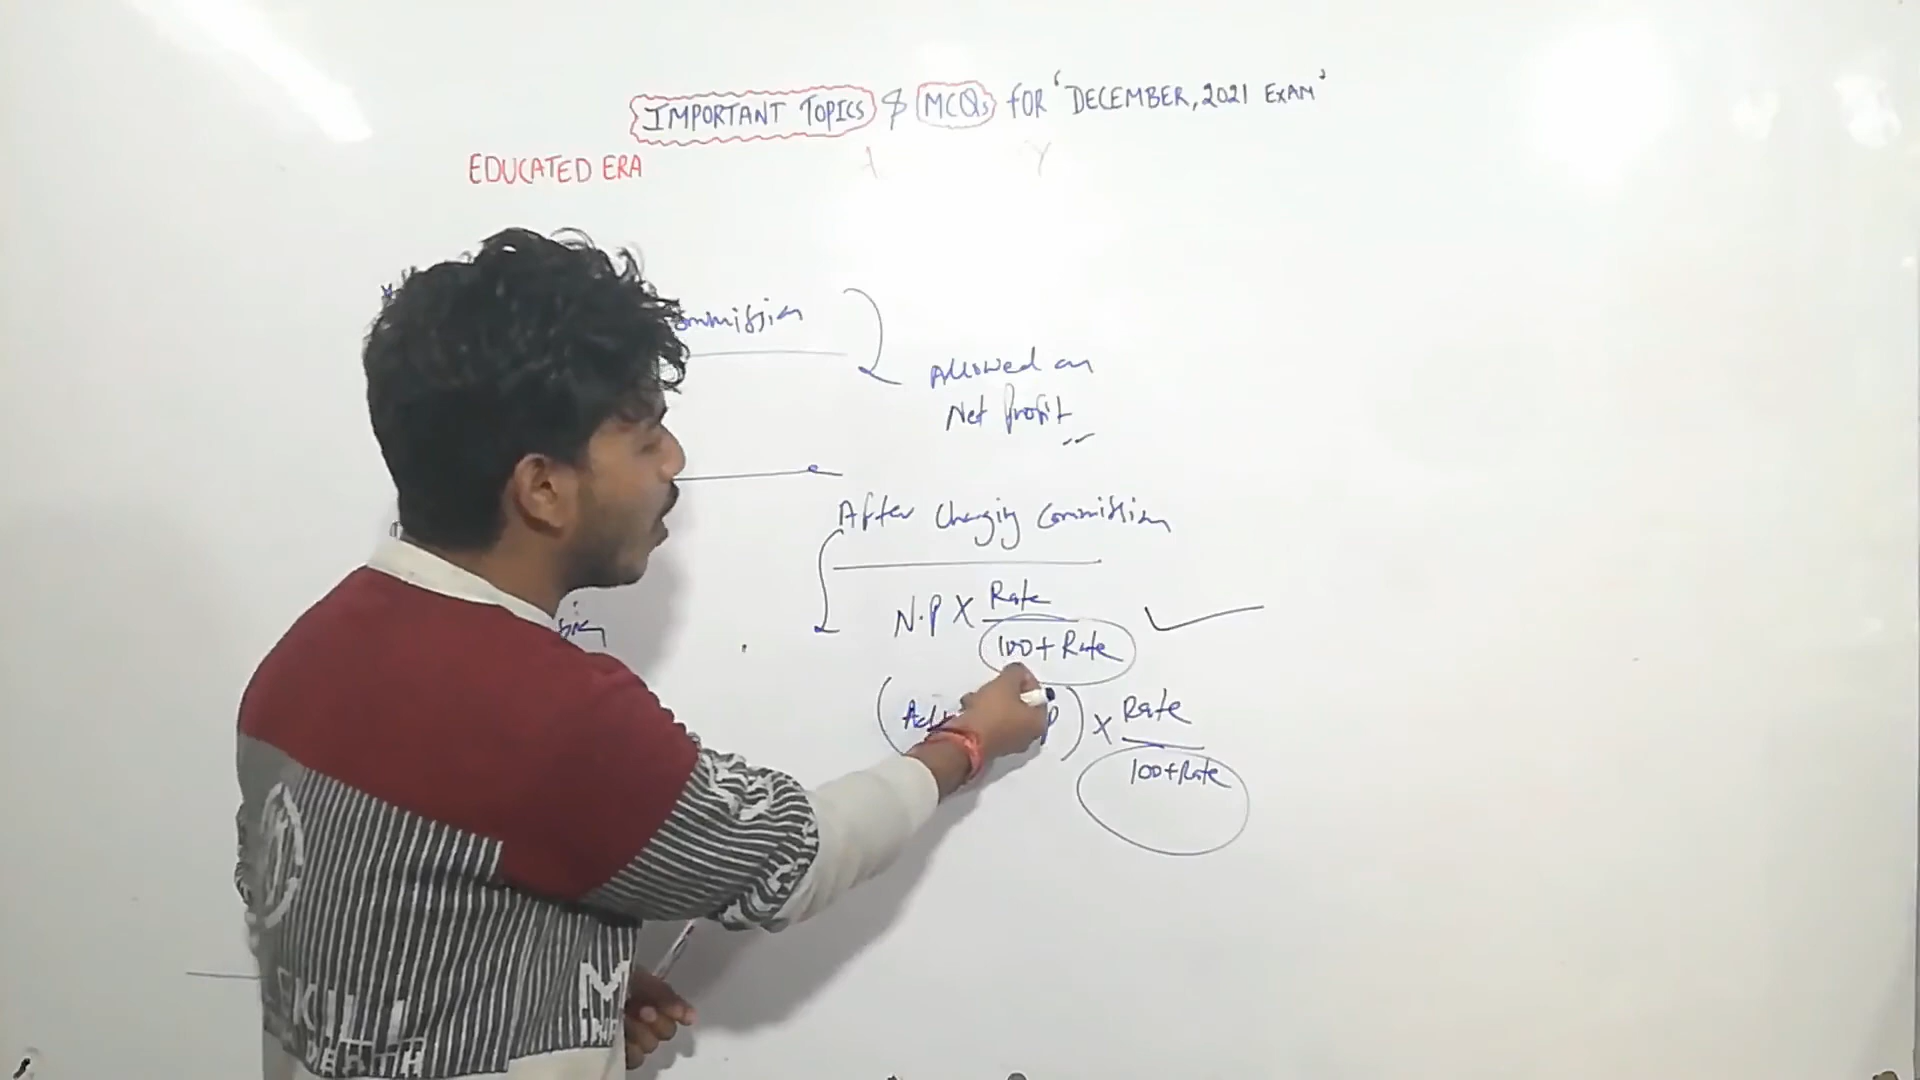 IMPORTANT TOPICS & MCQs FOR 'DECEMBER, 2021 EXAM'
EDUCATED ERA
Allowed on
Net Profit
After Charging Commission
N.P X Rate
100+ Rate
( ) X Rate
100+Rate